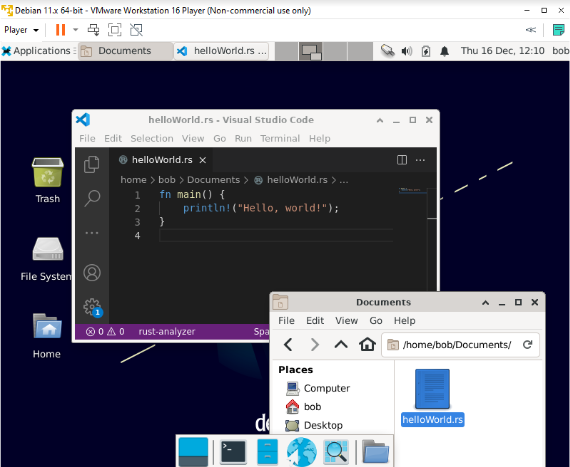 Debian 11.x 64-bit - VMware Workstation 16 Player (Non-commercial use only)
Player
Applications
Documents
helloWorld.rs ...
Thu 16 Dec, 12:10
bob
helloWorld.rs - Visual Studio Code
File Edit Selection View Go Run Terminal Help
helloWorld.rs
home > bob > Documents > helloWorld.rs > ...
1 fn main() {
2 println!("Hello, world!");
3 }
4
1
0 0 rust-analyzer
Spa
Trash
File System
Home
Documents
File Edit View Go Help
/home/bob/Documents/
Places
Computer
bob
Desktop
helloWorld.rs
de